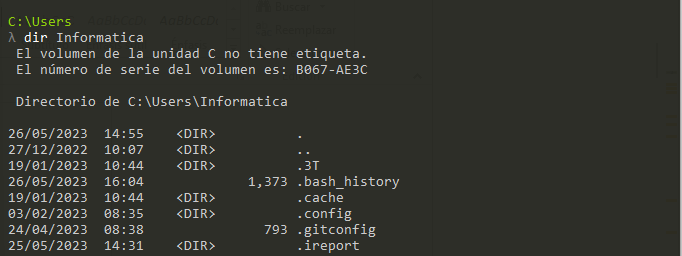 C:\Users
λ dir Informatica
El volumen de la unidad C no tiene etiqueta.
El número de serie del volumen es: B067-AE3C
Directorio de C:\Users\Informatica
26/05/2023  14:55    <DIR>          .
27/12/2022  10:07    <DIR>          ..
19/01/2023  10:44    <DIR>          .3T
26/05/2023  16:04             1,373 .bash_history
19/01/2023  10:44    <DIR>          .cache
03/02/2023  08:35    <DIR>          .config
24/04/2023  08:38               793 .gitconfig
25/05/2023  14:31    <DIR>          .ireport